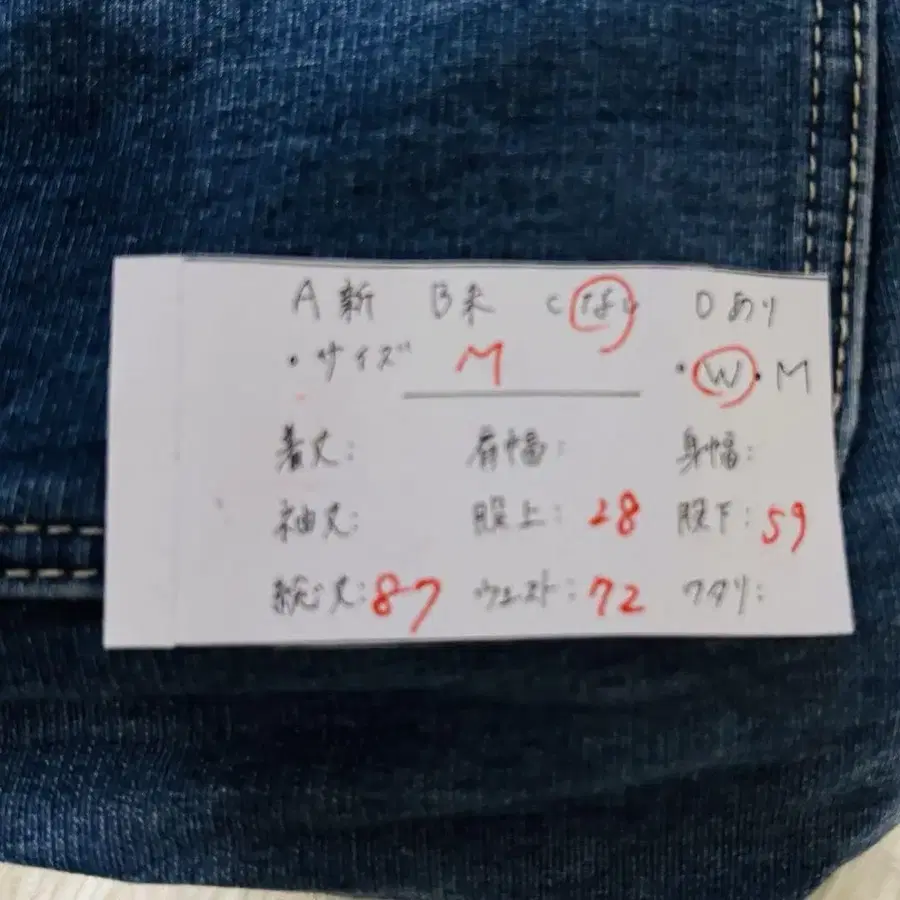 A 新 B未 Cなし Dあり
・サイズ M ・W・M
着丈: 肩幅: 身幅:
袖丈: 股上: 28 股下: 59
総丈: 87 ウエスト: 72 ワタリ: